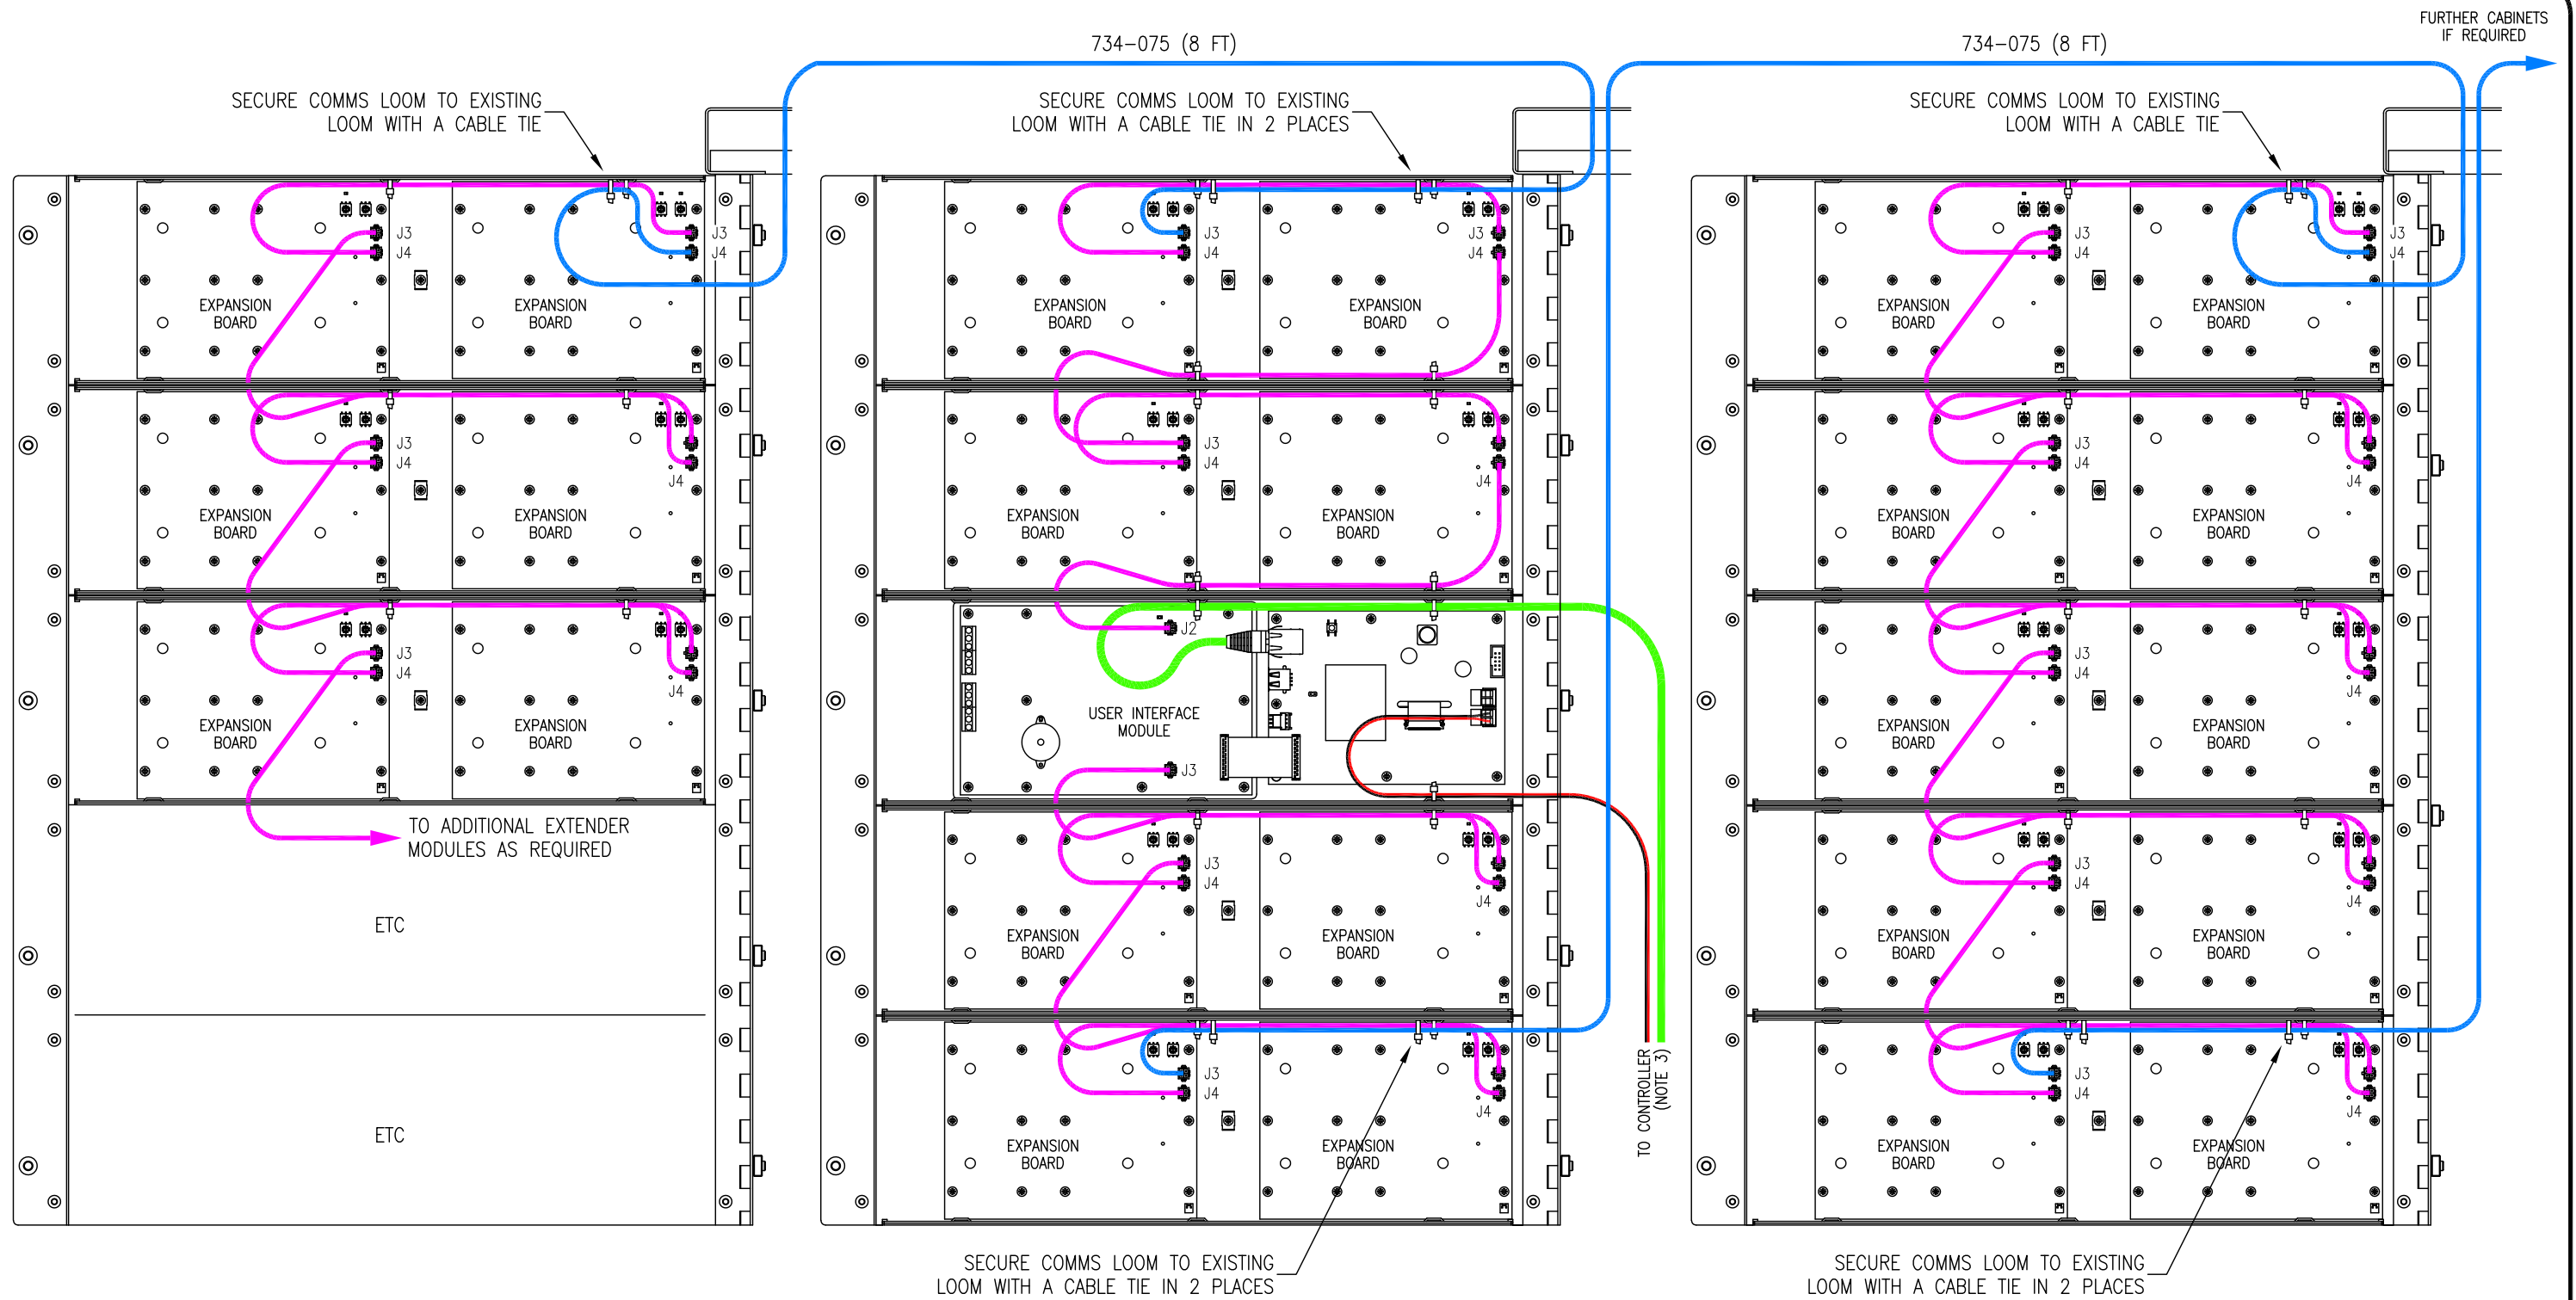 FURTHER CABINETS
IF REQUIRED
734-075 (8 FT)
734-075 (8 FT)
SECURE COMMS LOOM TO EXISTING
LOOM WITH A CABLE TIE
SECURE COMMS LOOM TO EXISTING
LOOM WITH A CABLE TIE IN 2 PLACES
SECURE COMMS LOOM TO EXISTING
LOOM WITH A CABLE TIE
J3
J4
EXPANSION
BOARD
J3
J4
EXPANSION
BOARD
J3
J4
EXPANSION
BOARD
J4
EXPANSION
BOARD
J3
J4
EXPANSION
BOARD
J4
EXPANSION
BOARD
TO ADDITIONAL EXTENDER
MODULES AS REQUIRED
ETC
ETC
J3
J4
EXPANSION
BOARD
J3
J4
EXPANSION
BOARD
J3
J4
EXPANSION
BOARD
J4
EXPANSION
BOARD
J2
USER INTERFACE
MODULE
J3
J3
J4
EXPANSION
BOARD
J4
EXPANSION
BOARD
J3
J4
EXPANSION
BOARD
J4
EXPANSION
BOARD
TO CONTROLLER
(NOTE 3)
SECURE COMMS LOOM TO EXISTING
LOOM WITH A CABLE TIE IN 2 PLACES
J3
J4
EXPANSION
BOARD
J3
J4
EXPANSION
BOARD
J3
J4
EXPANSION
BOARD
J4
EXPANSION
BOARD
J3
J4
EXPANSION
BOARD
J4
EXPANSION
BOARD
J3
J4
EXPANSION
BOARD
J4
EXPANSION
BOARD
J3
J4
EXPANSION
BOARD
J4
EXPANSION
BOARD
SECURE COMMS LOOM TO EXISTING
LOOM WITH A CABLE TIE IN 2 PLACES